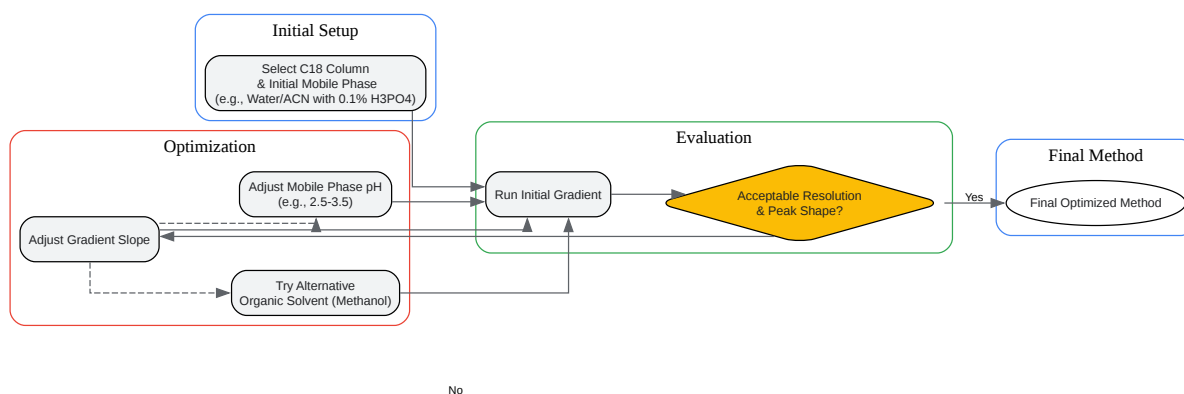 Initial Setup
Select C18 Column
& Initial Mobile Phase
(e.g., Water/ACN with 0.1% H3PO4)
Optimization
Adjust Mobile Phase pH
(e.g., 2.5-3.5)
Adjust Gradient Slope
Try Alternative
Organic Solvent (Methanol)
Evaluation
Run Initial Gradient
Acceptable Resolution
& Peak Shape?
Yes
Final Method
Final Optimized Method
No